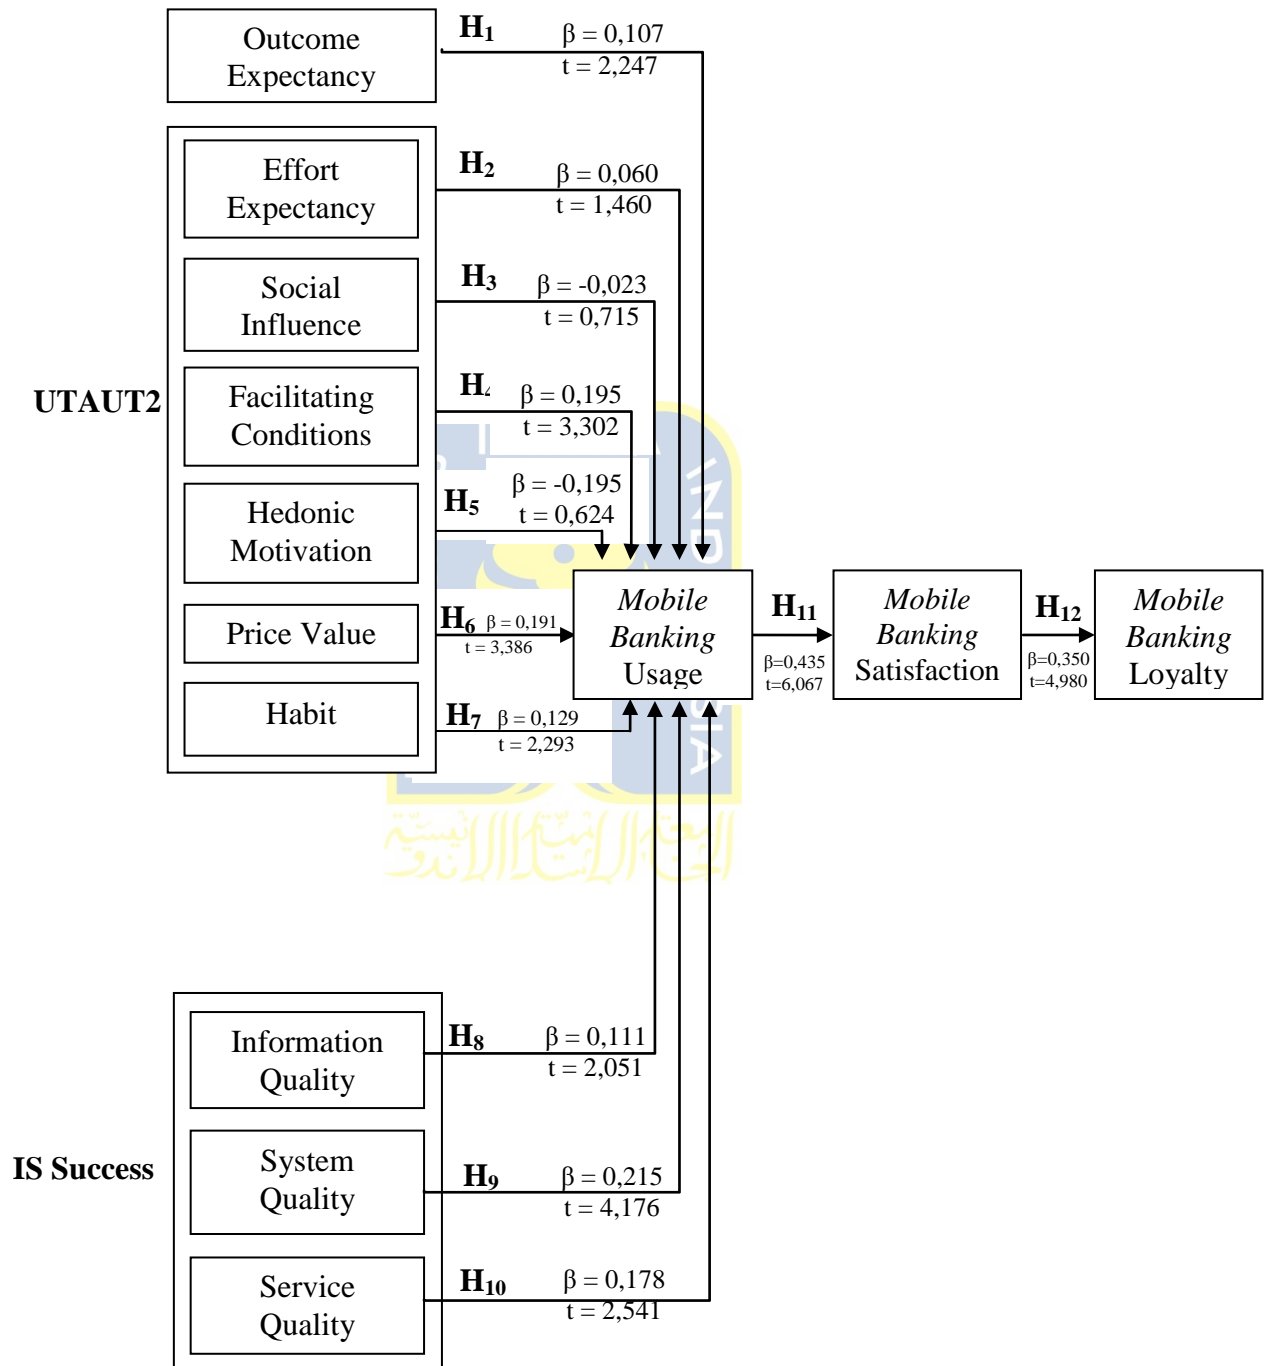 Outcome
Expectancy
H1
β = 0,107
t = 2,247
Effort
Expectancy
H2
β = 0,060
t = 1,460
Social
Influence
H3
β = -0,023
t = 0,715
UTAUT2
Facilitating
Conditions
H4
β = 0,195
t = 3,302
Hedonic
Motivation
H5
β = -0,195
t = 0,624
Price Value
H6 β = 0,191
t = 3,386
Habit
H7 β = 0,129
t = 2,293
Mobile
Banking
Usage
H11
β=0,435
t=6,067
Mobile
Banking
Satisfaction
H12
β=0,350
t=4,980
Mobile
Banking
Loyalty
IND
SIA
IS Success
Information
Quality
H8
β = 0,111
t = 2,051
System
Quality
H9
β = 0,215
t = 4,176
Service
Quality
H10
β = 0,178
t = 2,541